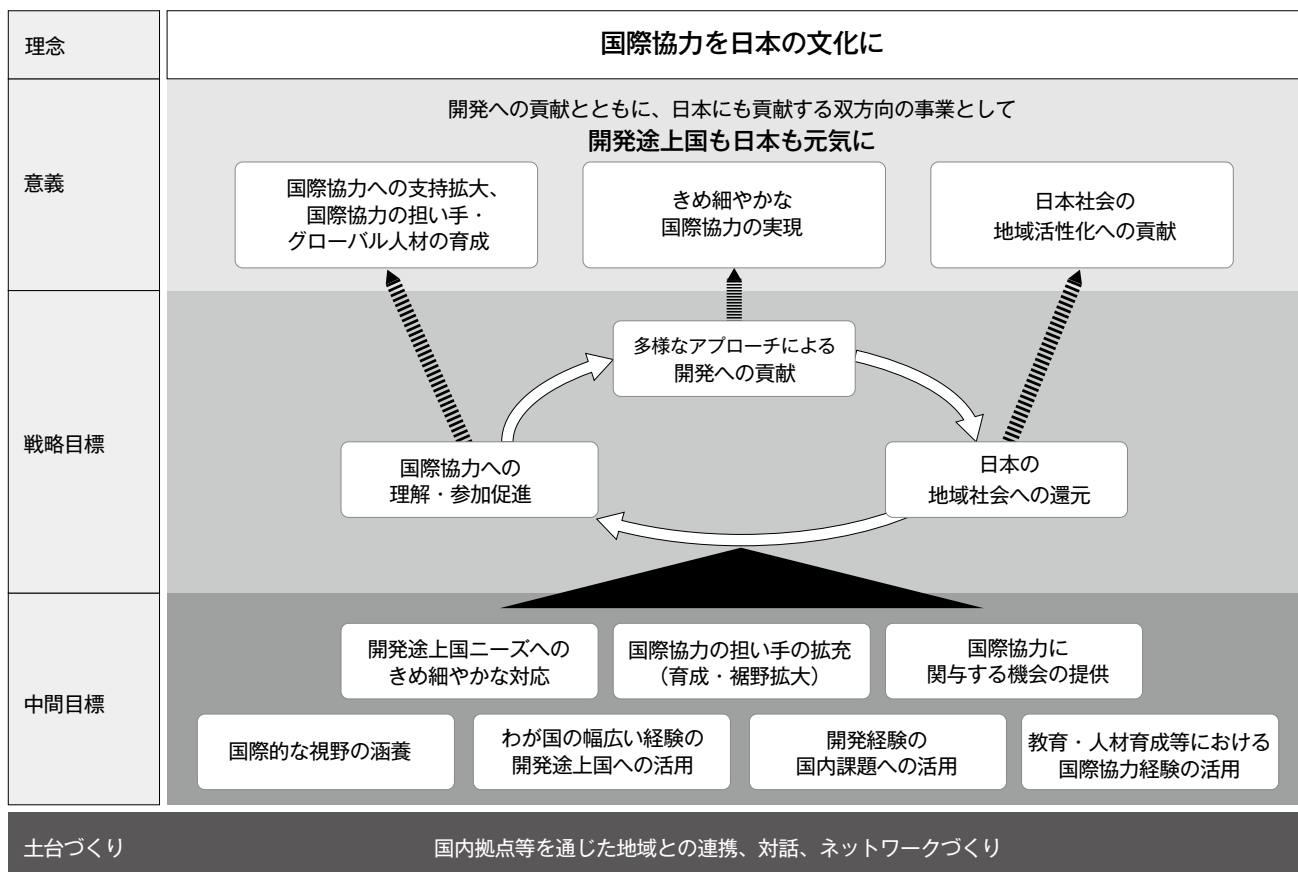 理念
国際協力を日本の文化に
意義
開発への貢献とともに、日本にも貢献する双方向の事業として
開発途上国も日本も元気に
国際協力への支持拡大、
国際協力の担い手・
グローバル人材の育成
きめ細やかな
国際協力の実現
日本社会の
地域活性化への貢献
戦略目標
多様なアプローチによる
開発への貢献
国際協力への
理解・参加促進
日本の
地域社会への還元
中間目標
開発途上国ニーズへの
きめ細やかな対応
国際協力の担い手の拡充
（育成・裾野拡大）
国際協力に
関与する機会の提供
国際的な視野の涵養
わが国の幅広い経験の
開発途上国への活用
開発経験の
国内課題への活用
教育・人材育成等における
国際協力経験の活用
土台づくり
国内拠点等を通じた地域との連携、対話、ネットワークづくり